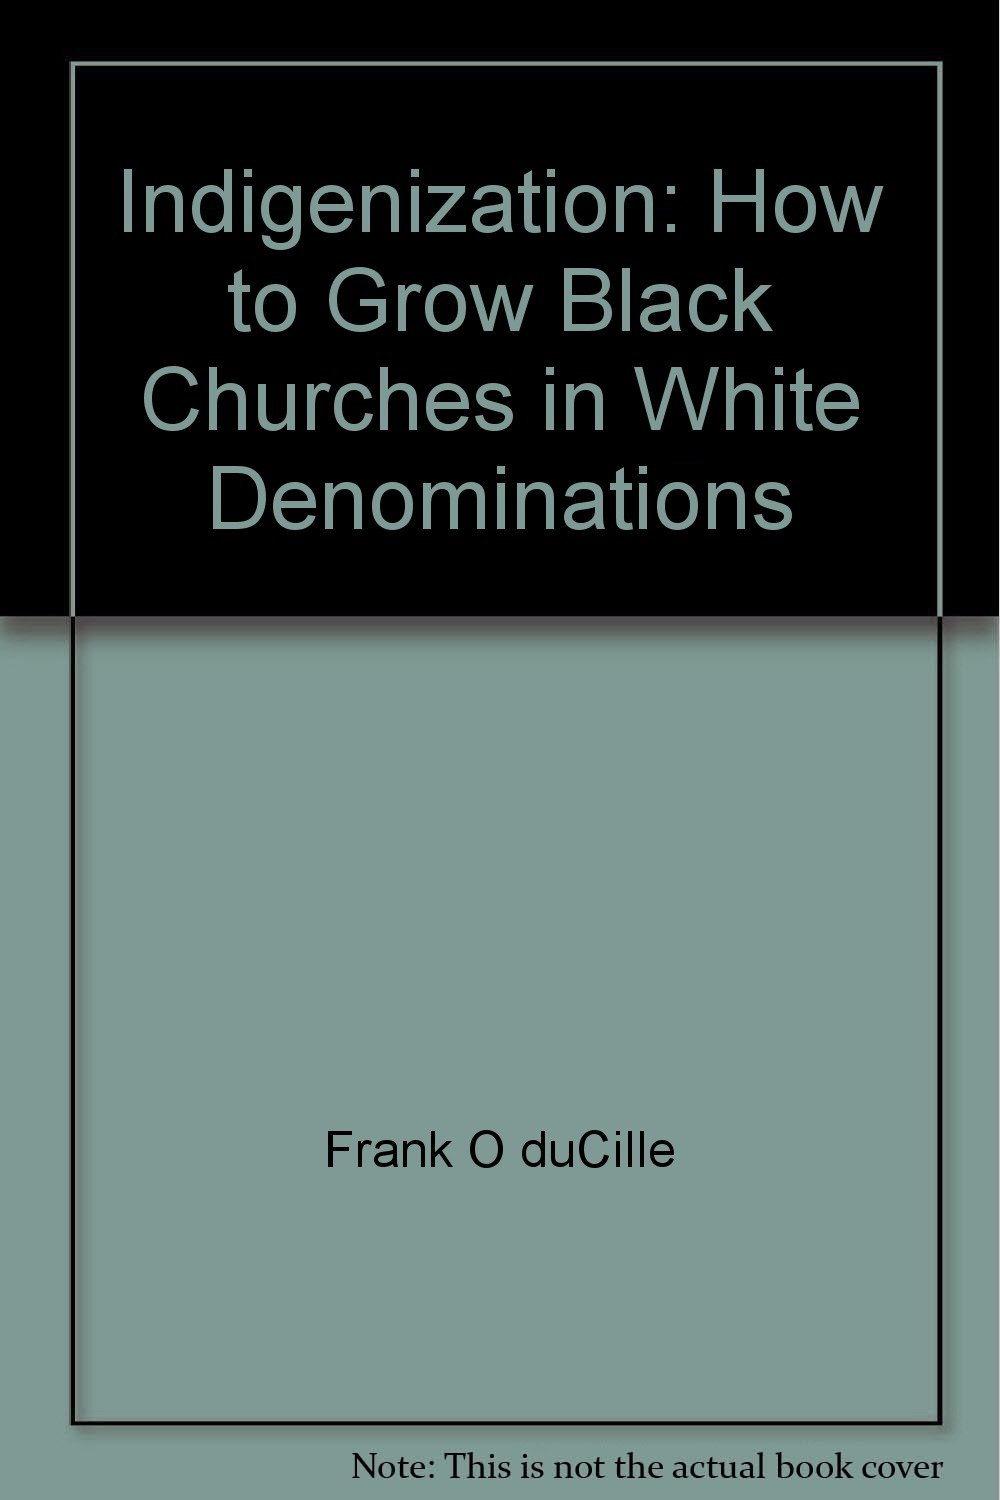 Indigenization: How
to Grow Black
Churches in White
Denominations
Frank O duCille
Note: This is not the actual book cover